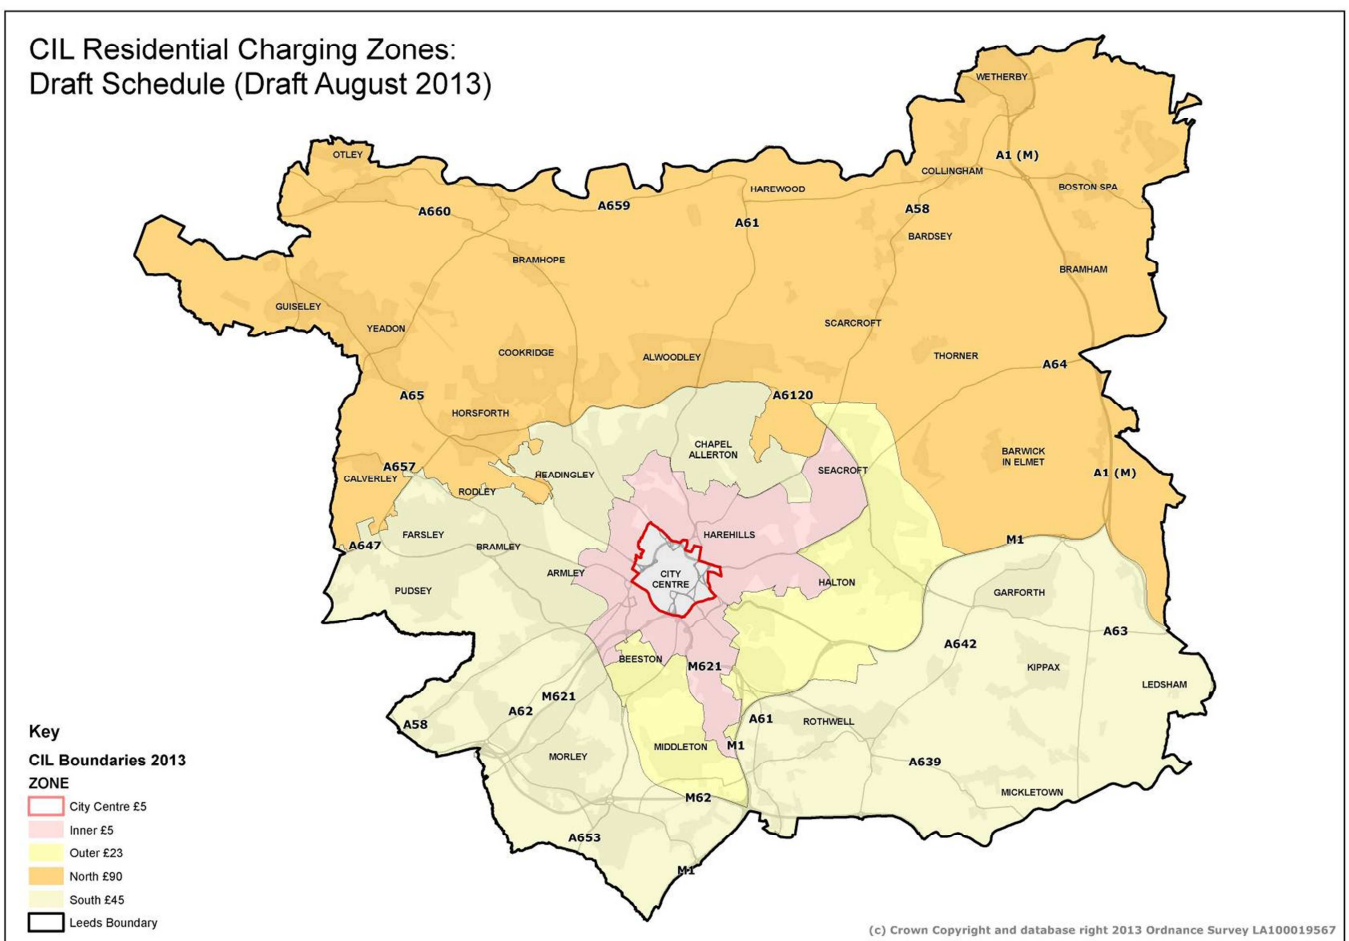 CIL Residential Charging Zones:
Draft Schedule (Draft August 2013)
WETHERBY
OTLEY
A1 (M)
COLLINGHAM
HAREWOOD
BOSTON SPA
A660
A659
A61
A58
BARDSEY
BRAMHOPE
BRAMHAM
GUISELEY
YEADON
SCARCROFT
COOKRIDGE
ALWOODLEY
THORNER
A64
A65
A6120
HORSFORTH
CHAPEL
ALLERTON
BARWICK
IN ELMET
A657
CALVERLEY
HEADINGLEY
SEACROFT
A1 (M)
RODLEY
FARSLEY
HAREHILLS
A647
BRAMLEY
M1
ARMLEY
CITY
CENTRE
HALTON
PUDSEY
GARFORTH
A63
A642
BEESTON
M621
KIPPAX
LEDSHAM
M621
A62
A58
A61
ROTHWELL
MORLEY
MIDDLETON
M1
A639
M62
MICKLETOWN
A653
M1
Key
CIL Boundaries 2013
ZONE
City Centre £5
Inner £5
Outer £23
North £90
South £45
Leeds Boundary
(c) Crown Copyright and database right 2013 Ordnance Survey LA100019567